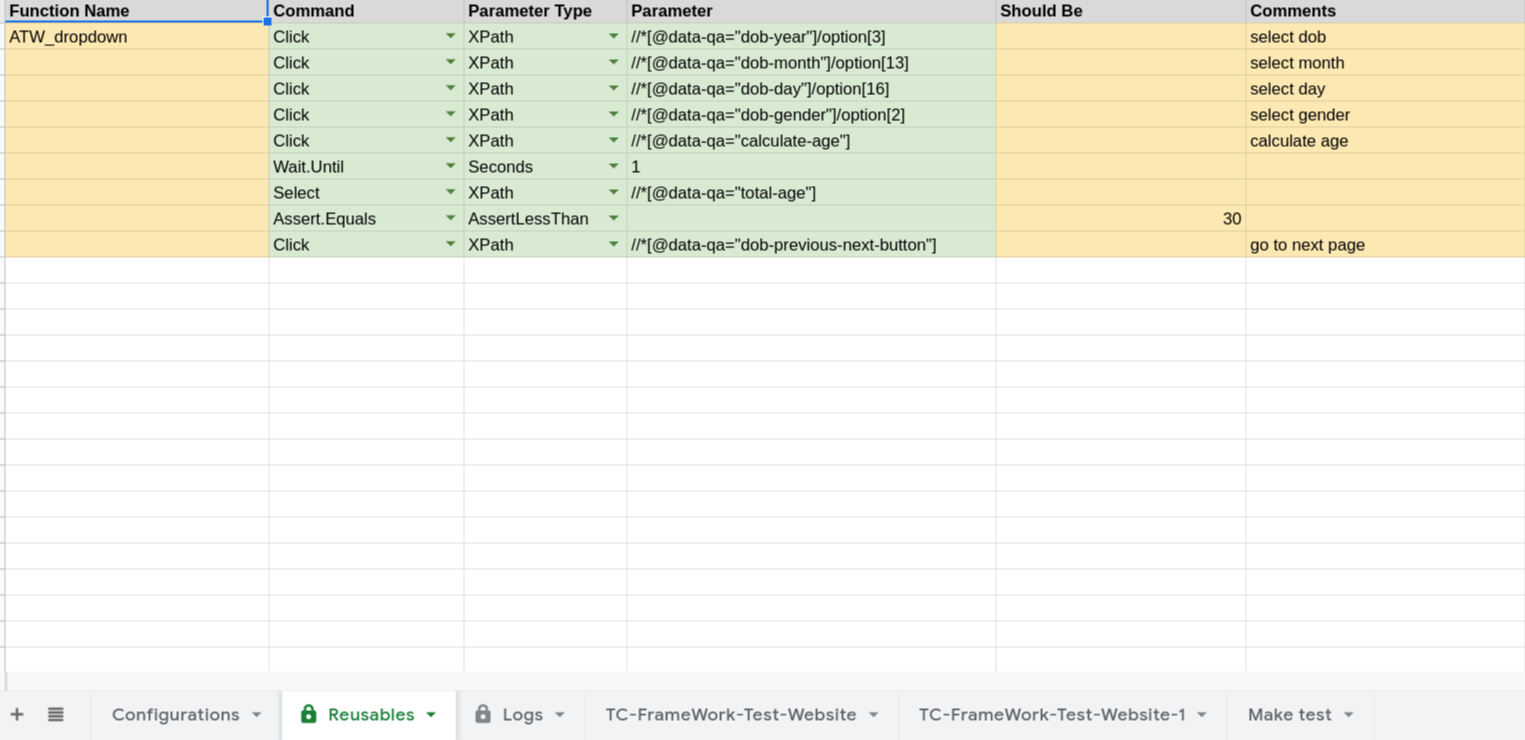 Function Name Command Parameter Type Parameter Should Be Comments
ATW_dropdown Click XPath //*[@data-qa="dob-year"]/option[3] select dob
Click XPath //*[@data-qa="dob-month"]/option[13] select month
Click XPath //*[@data-qa="dob-day"]/option[16] select day
Click XPath //*[@data-qa="dob-gender"]/option[2] select gender
Click XPath //*[@data-qa="calculate-age"] calculate age
Wait.Until Seconds 1
Select XPath //*[@data-qa="total-age"]
Assert.Equals AssertLessThan 30
Click XPath //*[@data-qa="dob-previous-next-button"] go to next page
Configurations Reusables Logs TC-FrameWork-Test-Website TC-FrameWork-Test-Website-1 Make test